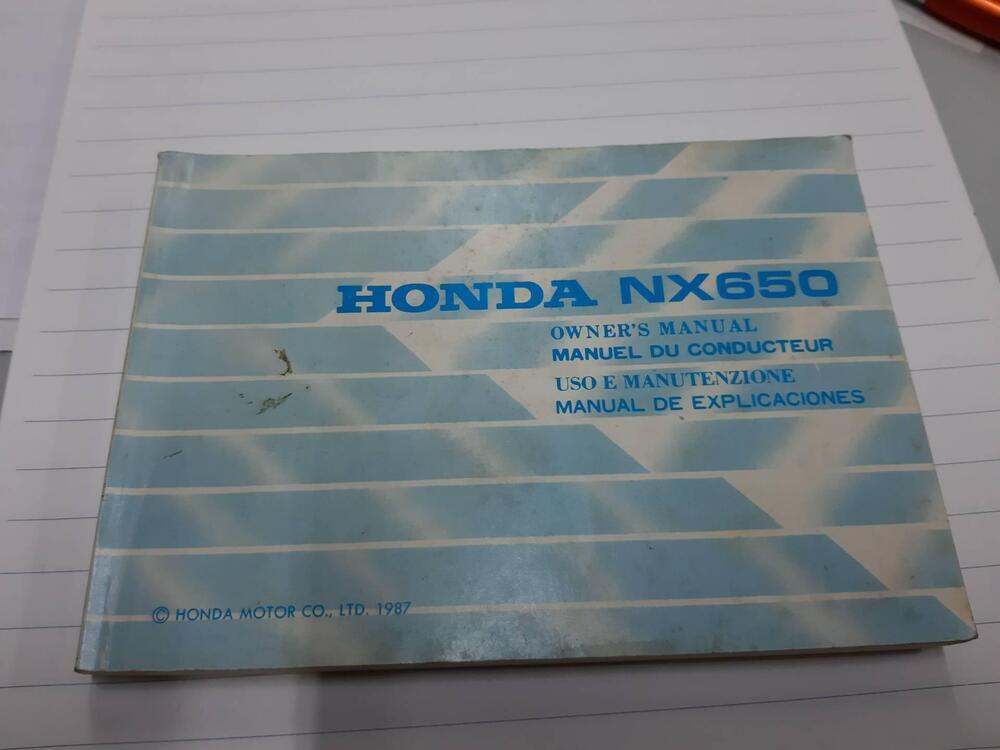 HONDA NX650
OWNER'S MANUAL
MANUEL DU CONDUCTEUR
USO E MANUTENZIONE
MANUAL DE EXPLICACIONES
© HONDA MOTOR CO., LTD. 1987